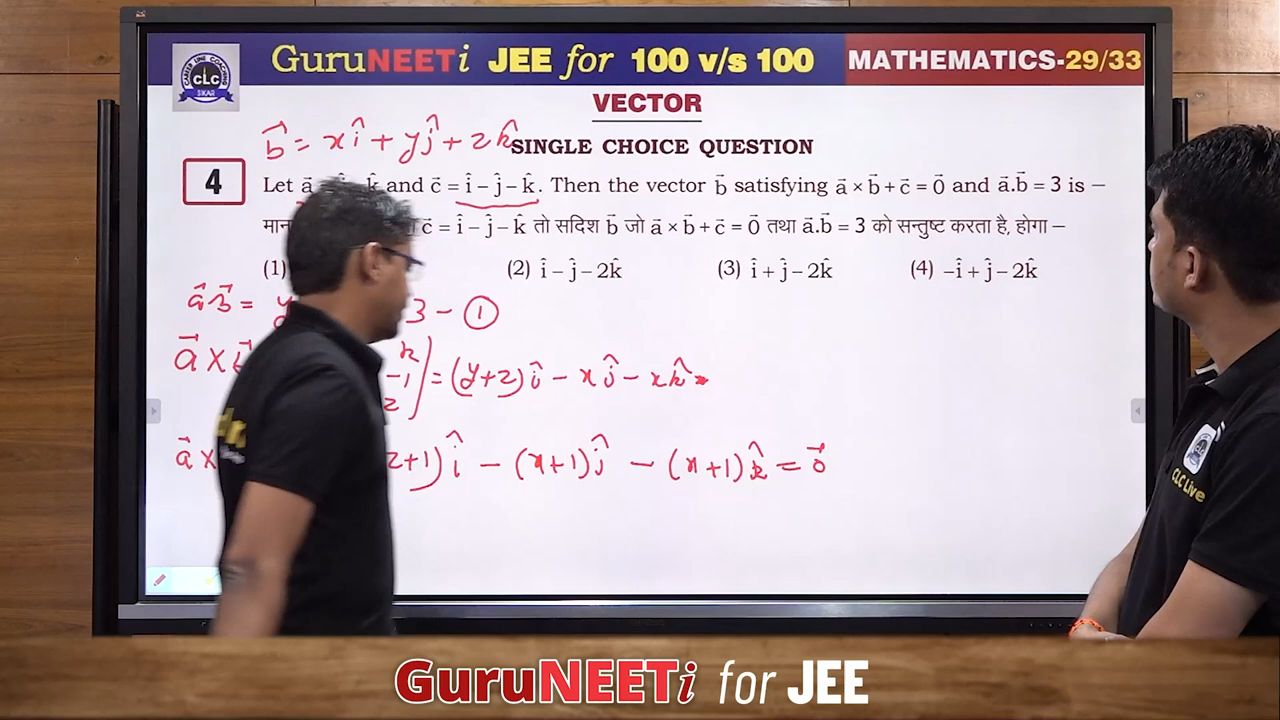 GuruNEETi JEE for 100 v/s 100
MATHEMATICS-29/33
CLC
SIKAR
VECTOR
b⃗ = xî + yĵ + zk̂
SINGLE CHOICE QUESTION
4
Let a⃗ k̂ and c⃗ = î − ĵ − k̂. Then the vector b⃗ satisfying a⃗ × b⃗ + c⃗ = 0⃗ and a⃗.b⃗ = 3 is −
मान c⃗ = î − ĵ − k̂ तो सदिश b⃗ जो a⃗ × b⃗ + c⃗ = 0⃗ तथा a⃗.b⃗ = 3 को सन्तुष्ट करता है, होगा −
(1) (2) î − ĵ − 2k̂ (3) î + ĵ − 2k̂ (4) −î + ĵ − 2k̂
a⃗.b⃗ = y 3 − ①
a⃗ × k̂ −1 z | = (y+z)î − xĵ − xk̂
a⃗ × z+1)î − (x+1)ĵ − (x+1)k̂ = 0⃗
CLC Live
GuruNEETi for JEE